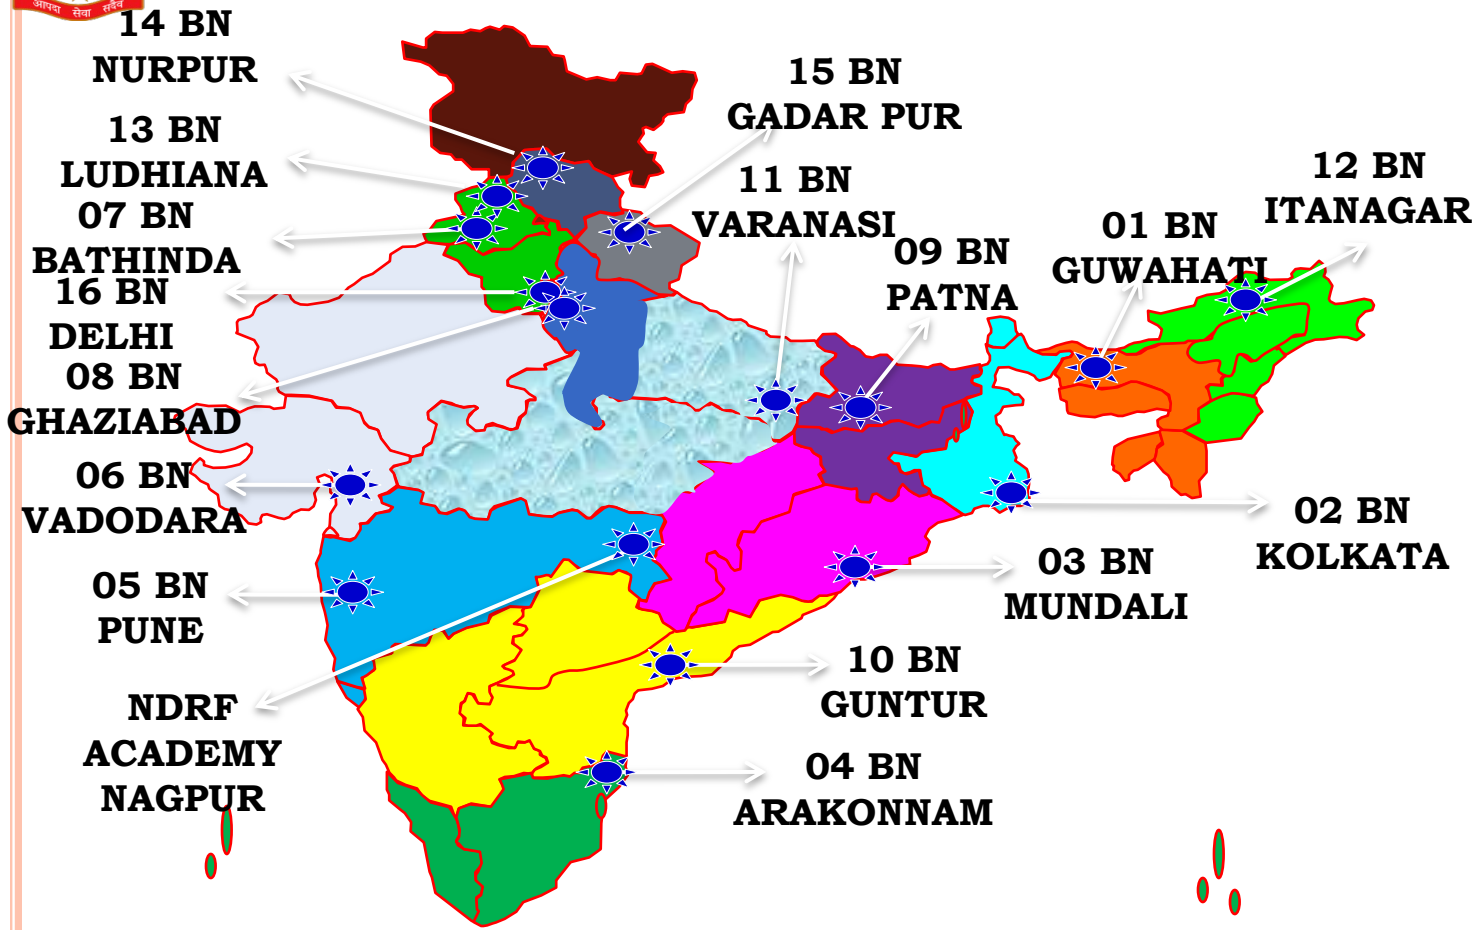 आपदा सेवा सदैव
14 BN
NURPUR
15 BN
GADAR PUR
13 BN
LUDHIANA
11 BN
VARANASI
12 BN
ITANAGAR
07 BN
BATHINDA
09 BN
PATNA
01 BN
GUWAHATI
16 BN
DELHI
08 BN
GHAZIABAD
06 BN
VADODARA
02 BN
KOLKATA
05 BN
PUNE
03 BN
MUNDALI
10 BN
GUNTUR
NDRF
ACADEMY
NAGPUR
04 BN
ARAKONNAM